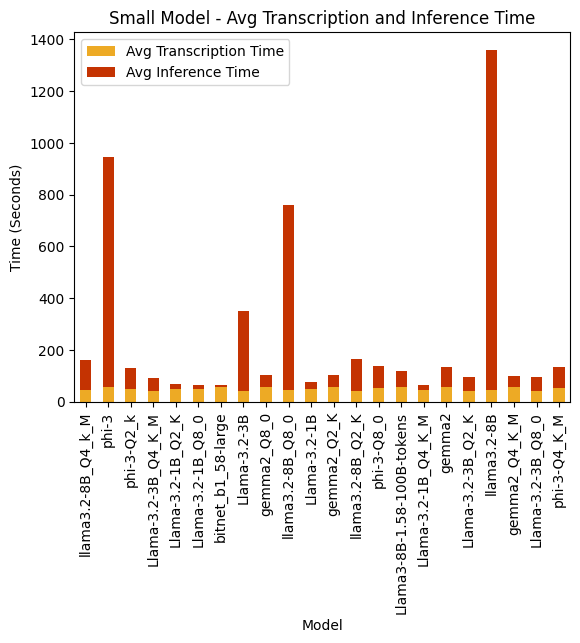 Small Model - Avg Transcription and Inference Time
Avg Transcription Time
Avg Inference Time
Time (Seconds)
1400
1200
1000
800
600
400
200
0
llama3.2-8B_Q4_k_M
phi-3
phi-3-Q2_k
Llama-3.2-3B_Q4_K_M
Llama-3.2-1B_Q2_K
Llama-3.2-1B_Q8_0
bitnet_b1_58-large
Llama-3.2-3B
gemma2_Q8_0
llama3.2-8B_Q8_0
Llama-3.2-1B
gemma2_Q2_K
llama3.2-8B_Q2_K
phi-3-Q8_0
Llama3-8B-1.58-100B-tokens
Llama-3.2-1B_Q4_K_M
gemma2
Llama-3.2-3B_Q2_K
llama3.2-8B
gemma2_Q4_K_M
Llama-3.2-3B_Q8_0
phi-3-Q4_K_M
Model